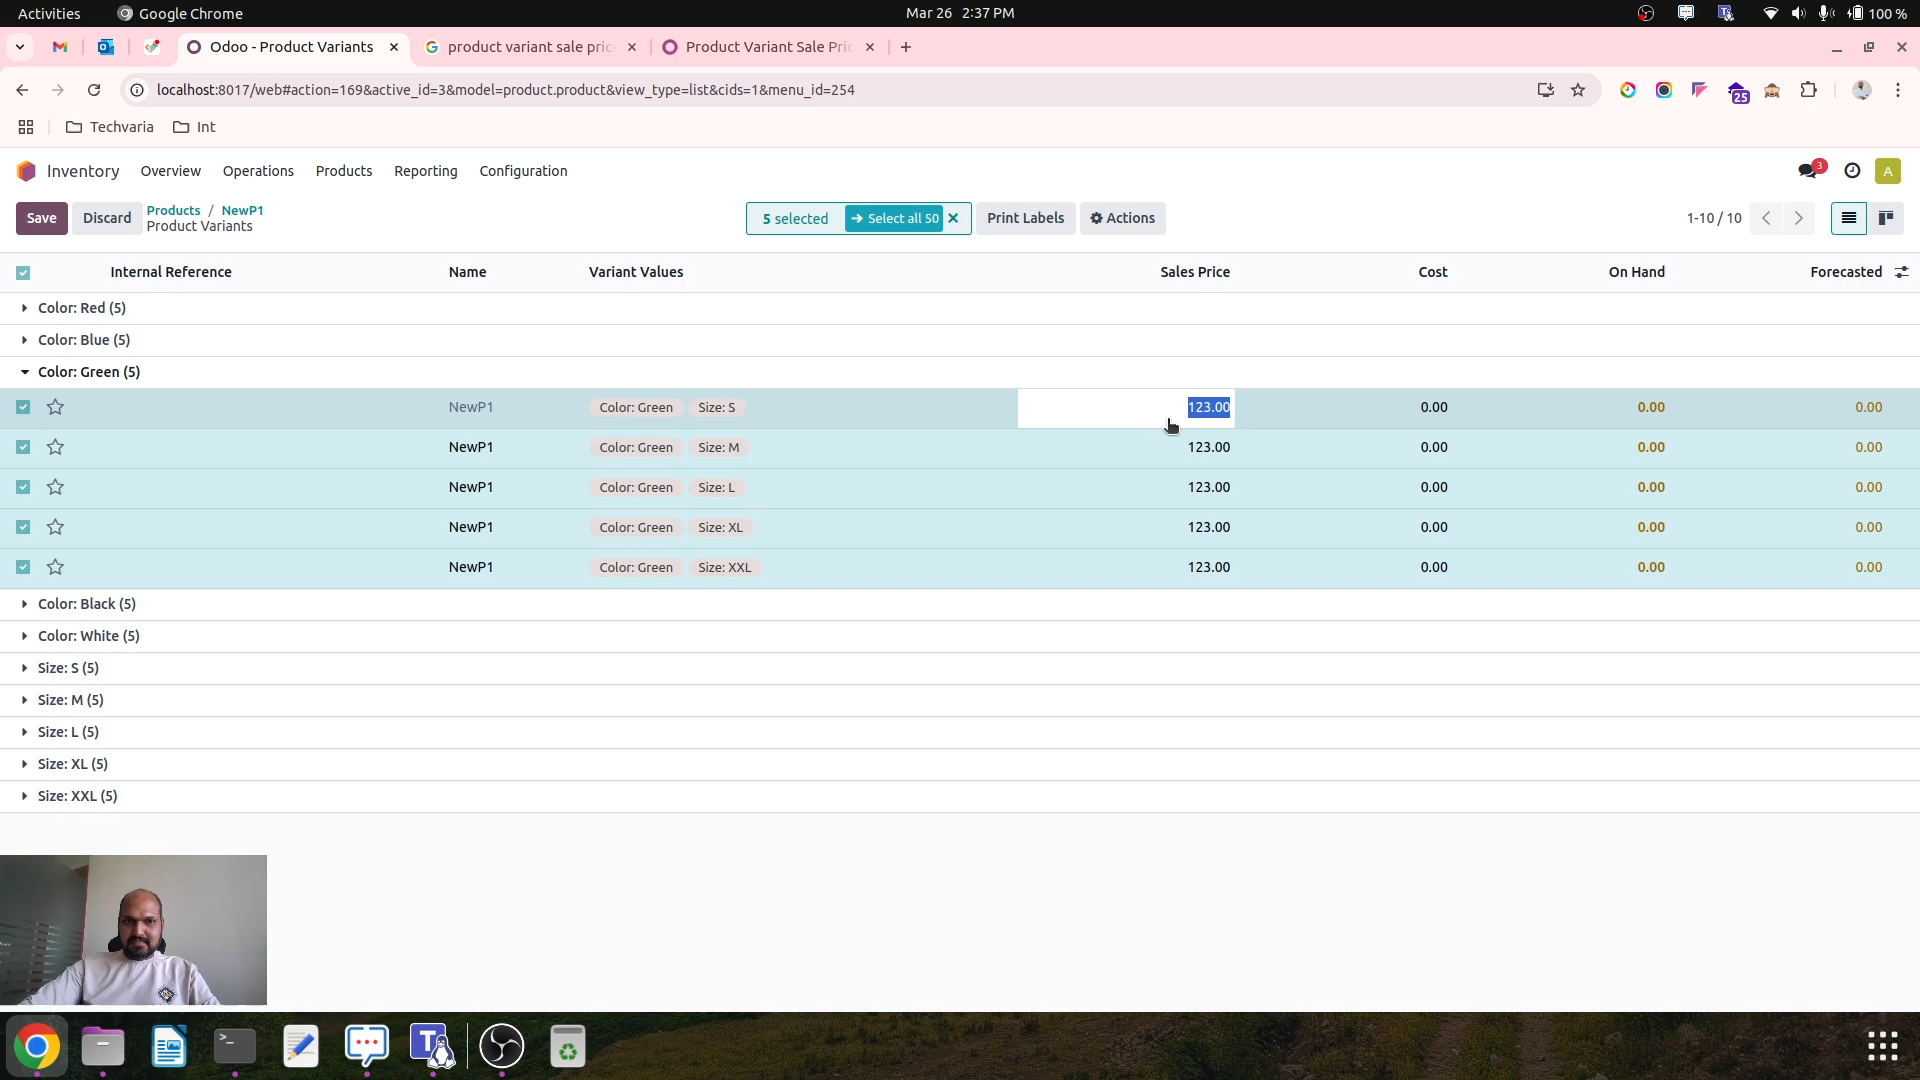 Activities Google Chrome Mar 26 2:37 PM 100 %
Odoo - Product Variants product variant sale pric Product Variant Sale Pric
localhost:8017/web#action=169&active_id=3&model=product.product&view_type=list&cids=1&menu_id=254 25
Techvaria Int
Inventory Overview Operations Products Reporting Configuration 3 A
Save Discard Products / NewP1
Product Variants
5 selected Select all 50 Print Labels Actions 1-10 / 10
Internal Reference Name Variant Values Sales Price Cost On Hand Forecasted
Color: Red (5)
Color: Blue (5)
Color: Green (5)
NewP1 Color: Green Size: S 123.00 0.00 0.00 0.00
NewP1 Color: Green Size: M 123.00 0.00 0.00 0.00
NewP1 Color: Green Size: L 123.00 0.00 0.00 0.00
NewP1 Color: Green Size: XL 123.00 0.00 0.00 0.00
NewP1 Color: Green Size: XXL 123.00 0.00 0.00 0.00
Color: Black (5)
Color: White (5)
Size: S (5)
Size: M (5)
Size: L (5)
Size: XL (5)
Size: XXL (5)